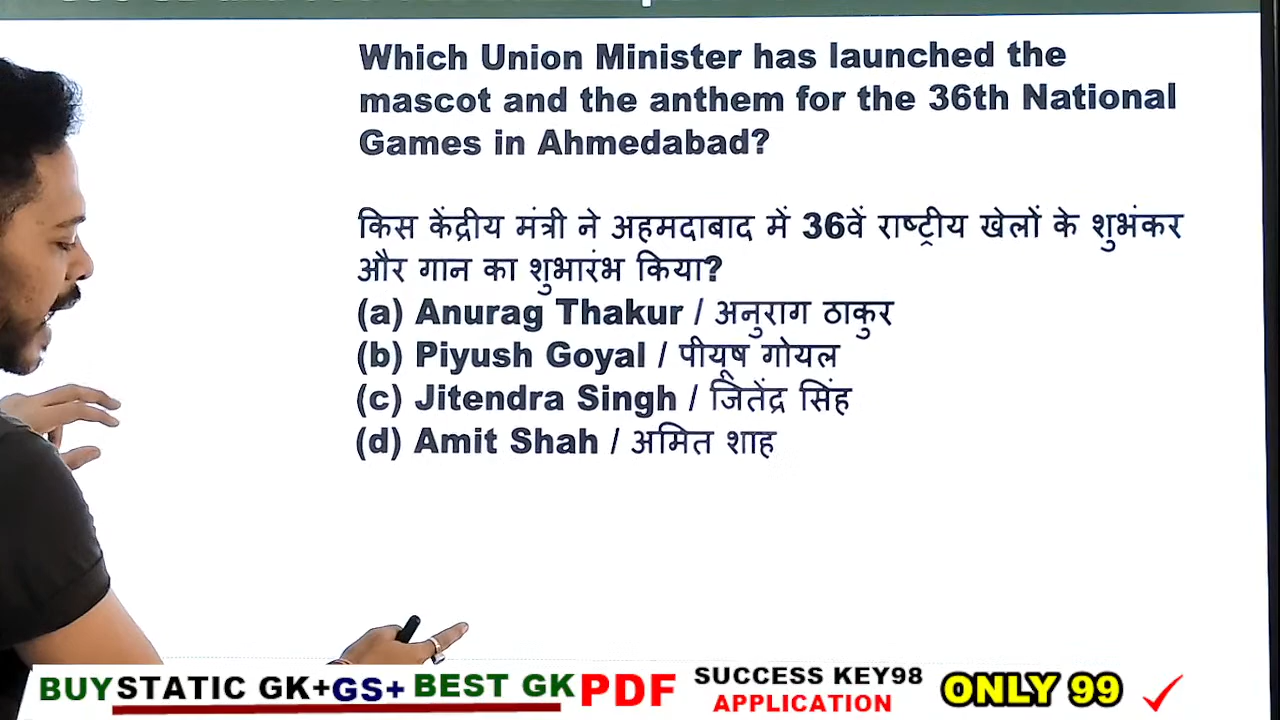 Which Union Minister has launched the
mascot and the anthem for the 36th National
Games in Ahmedabad?
किस केंद्रीय मंत्री ने अहमदाबाद में 36वें राष्ट्रीय खेलों के शुभंकर
और गान का शुभारंभ किया?
(a) Anurag Thakur / अनुराग ठाकुर
(b) Piyush Goyal / पीयूष गोयल
(c) Jitendra Singh / जितेंद्र सिंह
(d) Amit Shah / अमित शाह
BUY STATIC GK+GS+ BEST GK PDF SUCCESS KEY98 APPLICATION ONLY 99